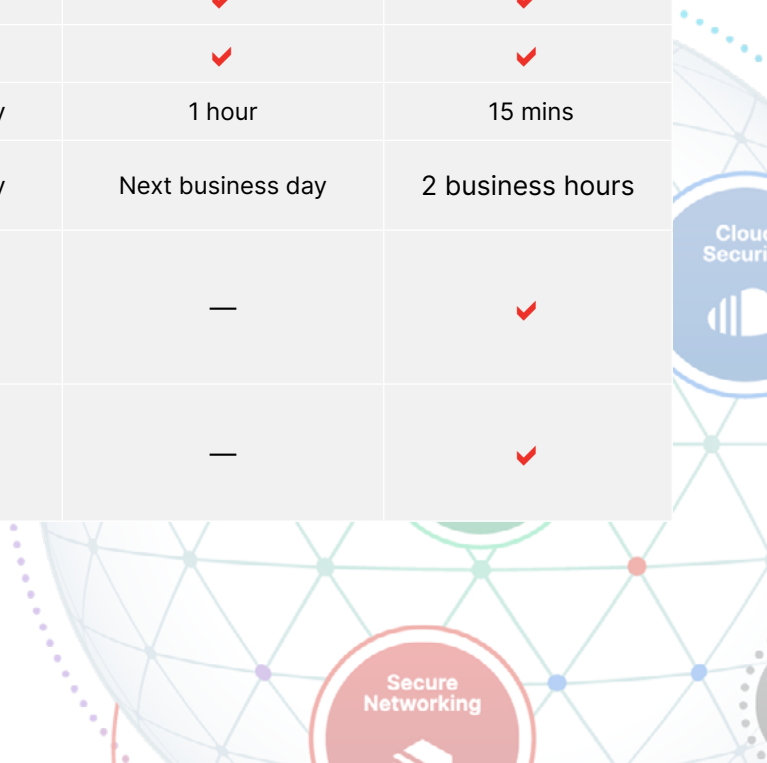 1 hour
15 mins
Next business day
2 business hours
Secure
Networking